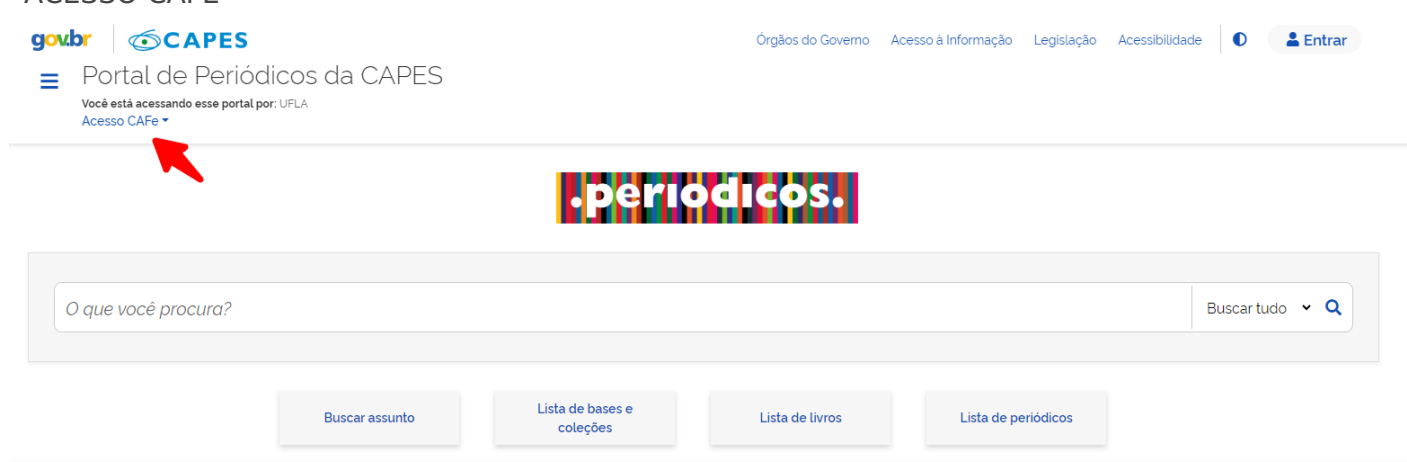 ACESSO CAFE
gov.br
CAPES
Órgãos do Governo Acesso à Informação Legislação Acessibilidade Entrar
Portal de Periódicos da CAPES
Você está acessando esse portal por: UFLA
Acesso CAFe
.periodicos.
O que você procura?
Buscar tudo
Buscar assunto
Lista de bases e
coleções
Lista de livros
Lista de periódicos